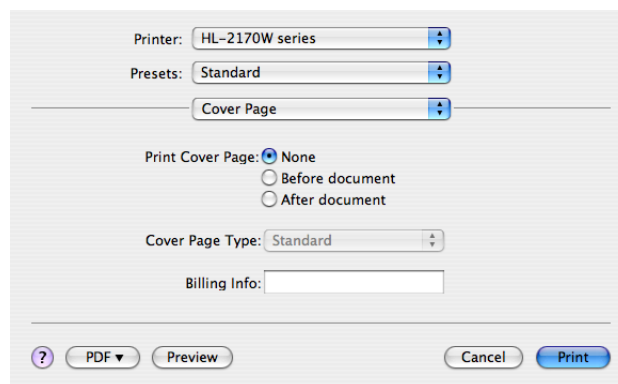 Printer: HL-2170W series
Presets: Standard
Cover Page
Print Cover Page: None
Before document
After document
Cover Page Type: Standard
Billing Info:
? PDF ▼ Preview Cancel Print